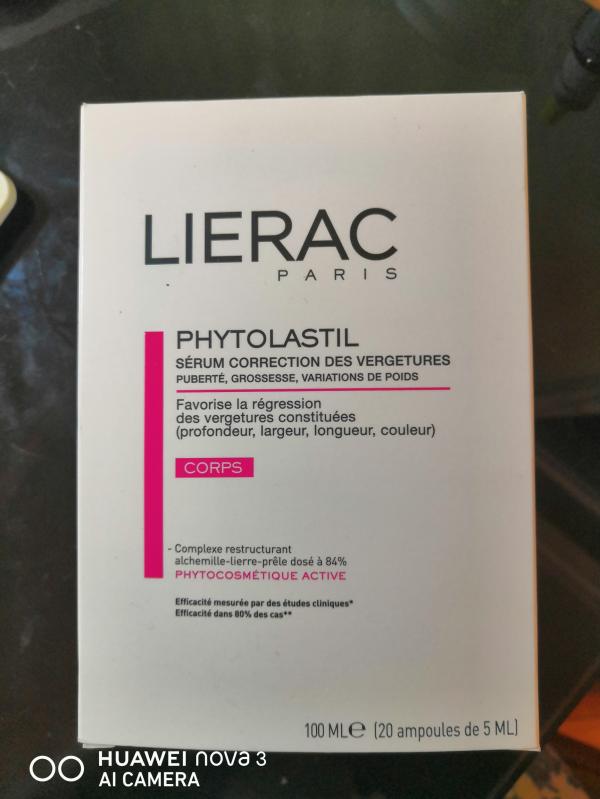 LIERAC
PARIS
PHYTOLASTIL
SÉRUM CORRECTION DES VERGETURES
PUBERTÉ, GROSSESSE, VARIATIONS DE POIDS
Favorise la régression
des vergetures constituées
(profondeur, largeur, longueur, couleur)
CORPS
- Complexe restructurant
alchemille-lierre-prêle dosé à 84%
PHYTOCOSMÉTIQUE ACTIVE
Efficacité mesurée par des études cliniques*
Efficacité dans 80% des cas**
100 ML℮ (20 ampoules de 5 ML)
HUAWEI nova 3
AI CAMERA